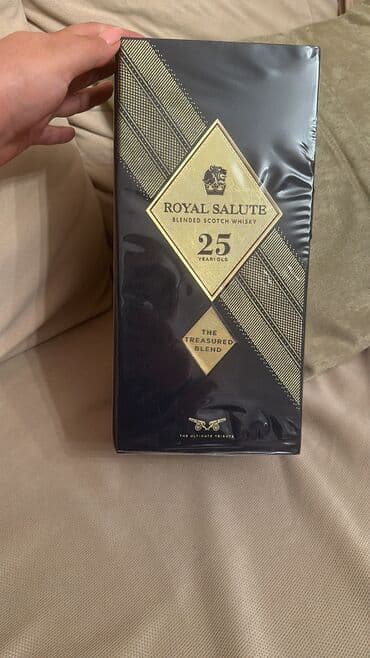 ROYAL SALUTE
BLENDED SCOTCH WHISKY
25
YEARS OLD
THE
TREASURED
BLEND
THE ULTIMATE TRIBUTE